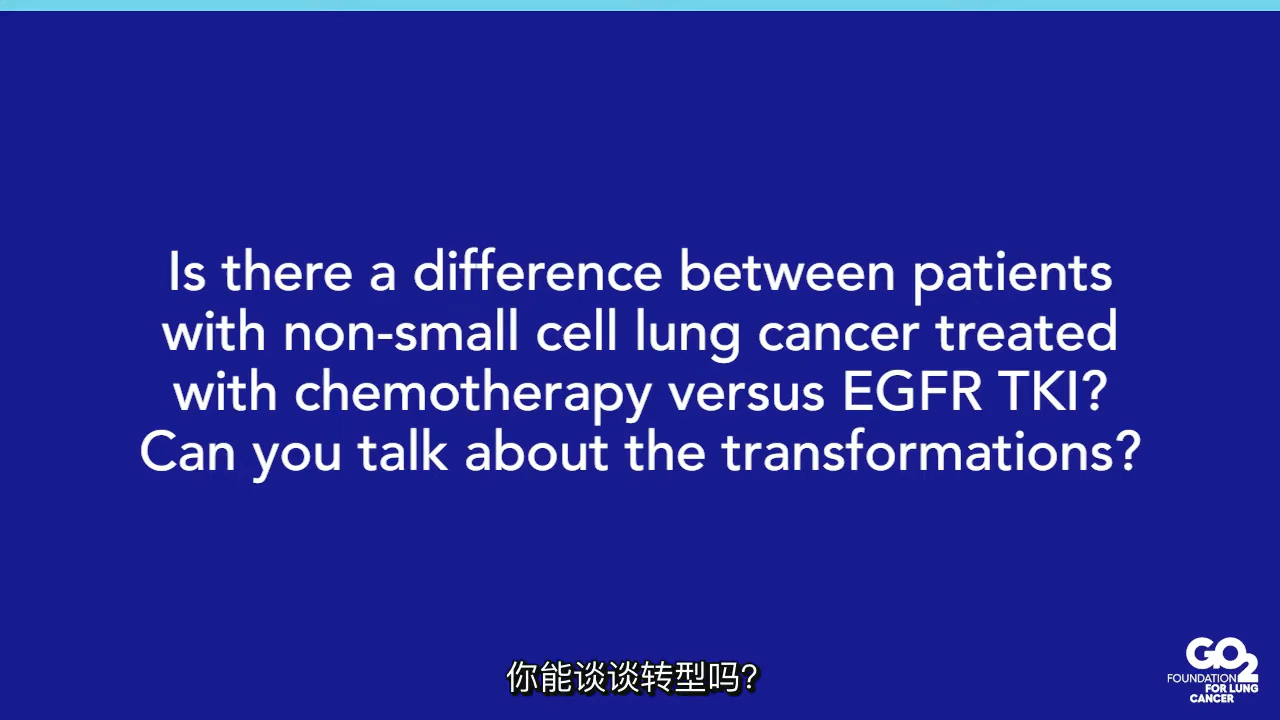 Is there a difference between patients
with non-small cell lung cancer treated
with chemotherapy versus EGFR TKI?
Can you talk about the transformations?
你能谈谈转型吗?
GO2
FOUNDATION
FOR LUNG
CANCER